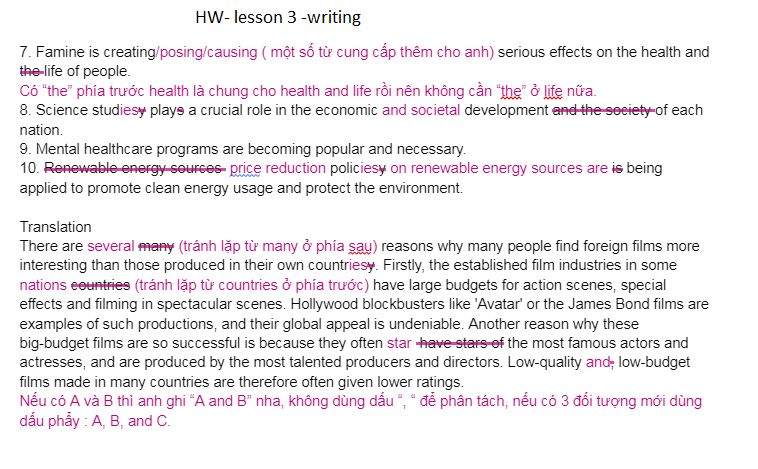 HW- lesson 3 -writing
7. Famine is creating/posing/causing ( một số từ cung cấp thêm cho anh) serious effects on the health and
the life of people.
Có “the” phía trước health là chung cho health and life rồi nên không cần “the” ở life nữa.
8. Science studiesy plays a crucial role in the economic and societal development and the society of each
nation.
9. Mental healthcare programs are becoming popular and necessary.
10. Renewable energy sources price reduction policiesy on renewable energy sources are is being
applied to promote clean energy usage and protect the environment.
Translation
There are several many (tránh lặp từ many ở phía sau) reasons why many people find foreign films more
interesting than those produced in their own countriesy. Firstly, the established film industries in some
nations countries (tránh lặp từ countries ở phía trước) have large budgets for action scenes, special
effects and filming in spectacular scenes. Hollywood blockbusters like 'Avatar' or the James Bond films are
examples of such productions, and their global appeal is undeniable. Another reason why these
big-budget films are so successful is because they often star have stars of the most famous actors and
actresses, and are produced by the most talented producers and directors. Low-quality and, low-budget
films made in many countries are therefore often given lower ratings.
Nếu có A và B thì anh ghi “A and B” nha, không dùng dấu “, “ để phân tách, nếu có 3 đối tượng mới dùng
dấu phẩy : A, B, and C.